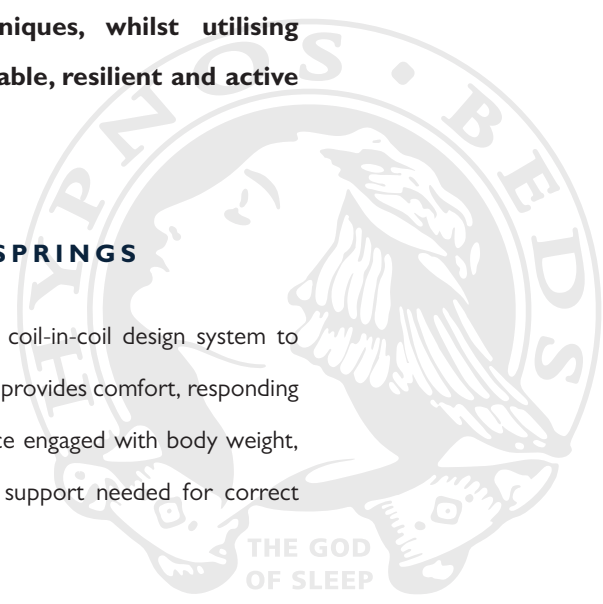 niques, whilst utilising
able, resilient and active
SPRINGS
coil-in-coil design system to
provides comfort, responding
ce engaged with body weight,
support needed for correct
HYPNOS • BEDS
THE GOD
OF SLEEP